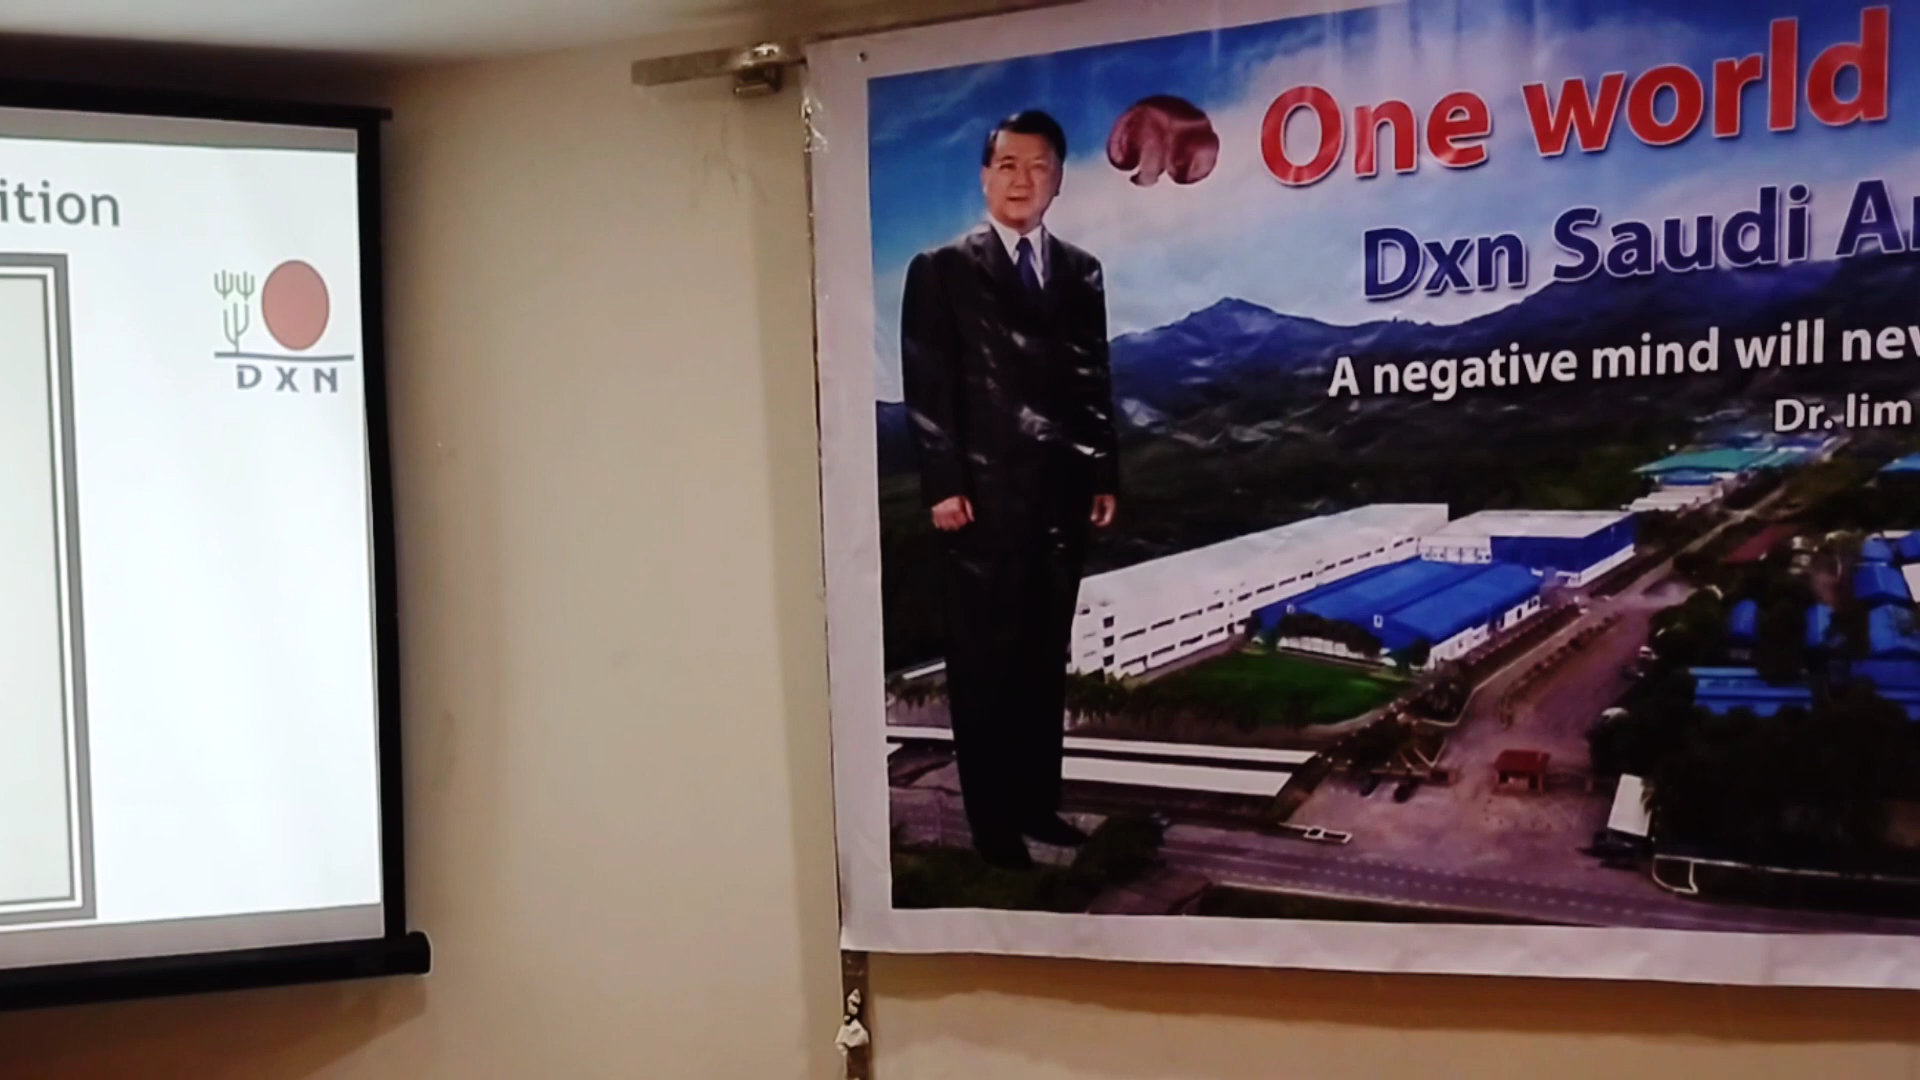 ition
DXN
One world
Dxn Saudi Ar
A negative mind will nev
Dr. lim